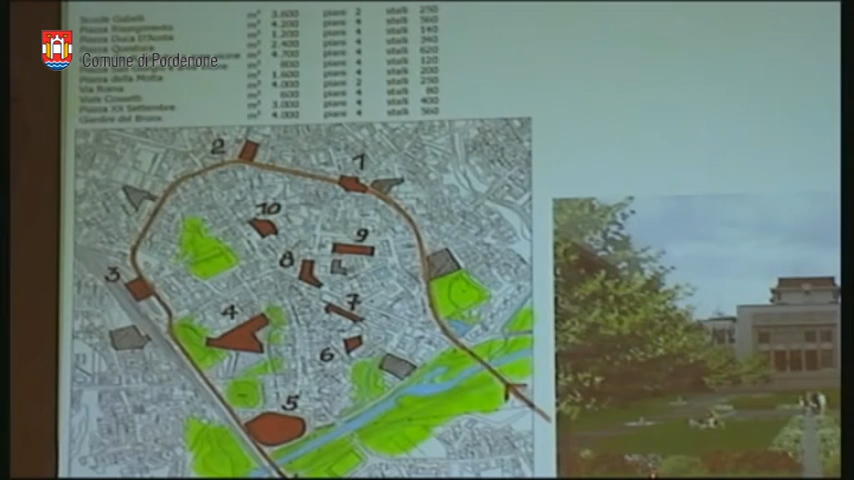 Scuole Gabelli m² 3.600 piani 2 stalli 250
Piazza Risorgimento m² 4.200 piani 4 stalli 560
Piazza Duca D'Aosta m² 1.200 piani 4 stalli 140
Piazza Questura m² 2.400 piani 4 stalli 340
m² 4.700 piani 4 stalli 620
m² 800 piani 4 stalli 120
Piazza della Motta m² 1.600 piani 4 stalli 200
Via Roma m² 4.000 piani 2 stalli 250
Viale Cossetti m² 600 piani 4 stalli 80
Piazza XX Settembre m² 3.000 piani 4 stalli 400
Giardini del Bronx m² 4.000 piani 4 stalli 560
Comune di Pordenone
2
1
10
9
8
3
7
4
6
5